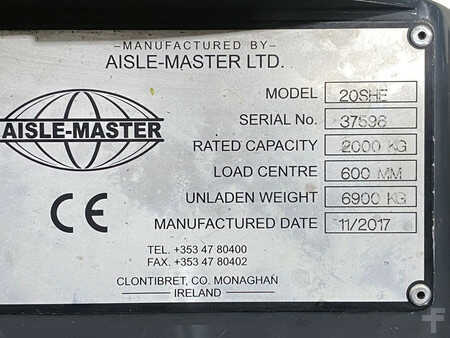 –MANUFACTURED BY–
AISLE-MASTER LTD.
AISLE-MASTER
CE
MODEL 20SHE
SERIAL No. 37596
RATED CAPACITY 2000 KG
LOAD CENTRE 600 MM
UNLADEN WEIGHT 6900 KG
MANUFACTURED DATE 11/2017
TEL. +353 47 80400
FAX. +353 47 80402
CLONTIBRET, CO. MONAGHAN
IRELAND